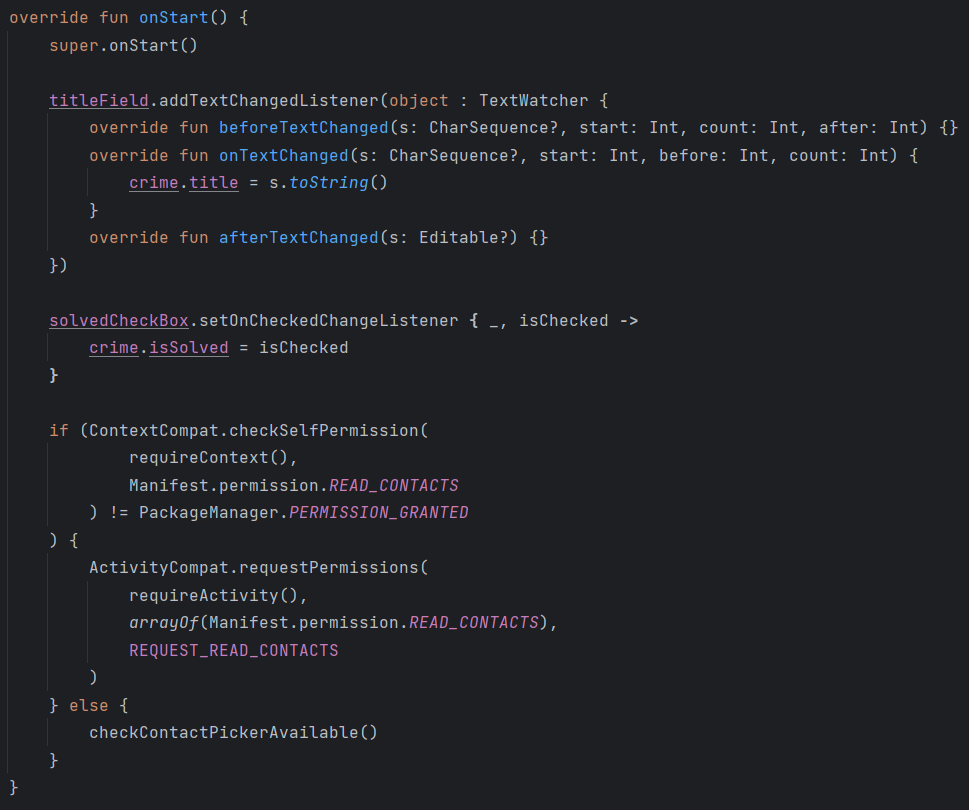 override fun onStart() {
    super.onStart()

    titleField.addTextChangedListener(object : TextWatcher {
        override fun beforeTextChanged(s: CharSequence?, start: Int, count: Int, after: Int) {}
        override fun onTextChanged(s: CharSequence?, start: Int, before: Int, count: Int) {
            crime.title = s.toString()
        }
        override fun afterTextChanged(s: Editable?) {}
    })

    solvedCheckBox.setOnCheckedChangeListener { _, isChecked ->
        crime.isSolved = isChecked
    }

    if (ContextCompat.checkSelfPermission(
            requireContext(),
            Manifest.permission.READ_CONTACTS
        ) != PackageManager.PERMISSION_GRANTED
    ) {
        ActivityCompat.requestPermissions(
            requireActivity(),
            arrayOf(Manifest.permission.READ_CONTACTS),
            REQUEST_READ_CONTACTS
        )
    } else {
        checkContactPickerAvailable()
    }
}